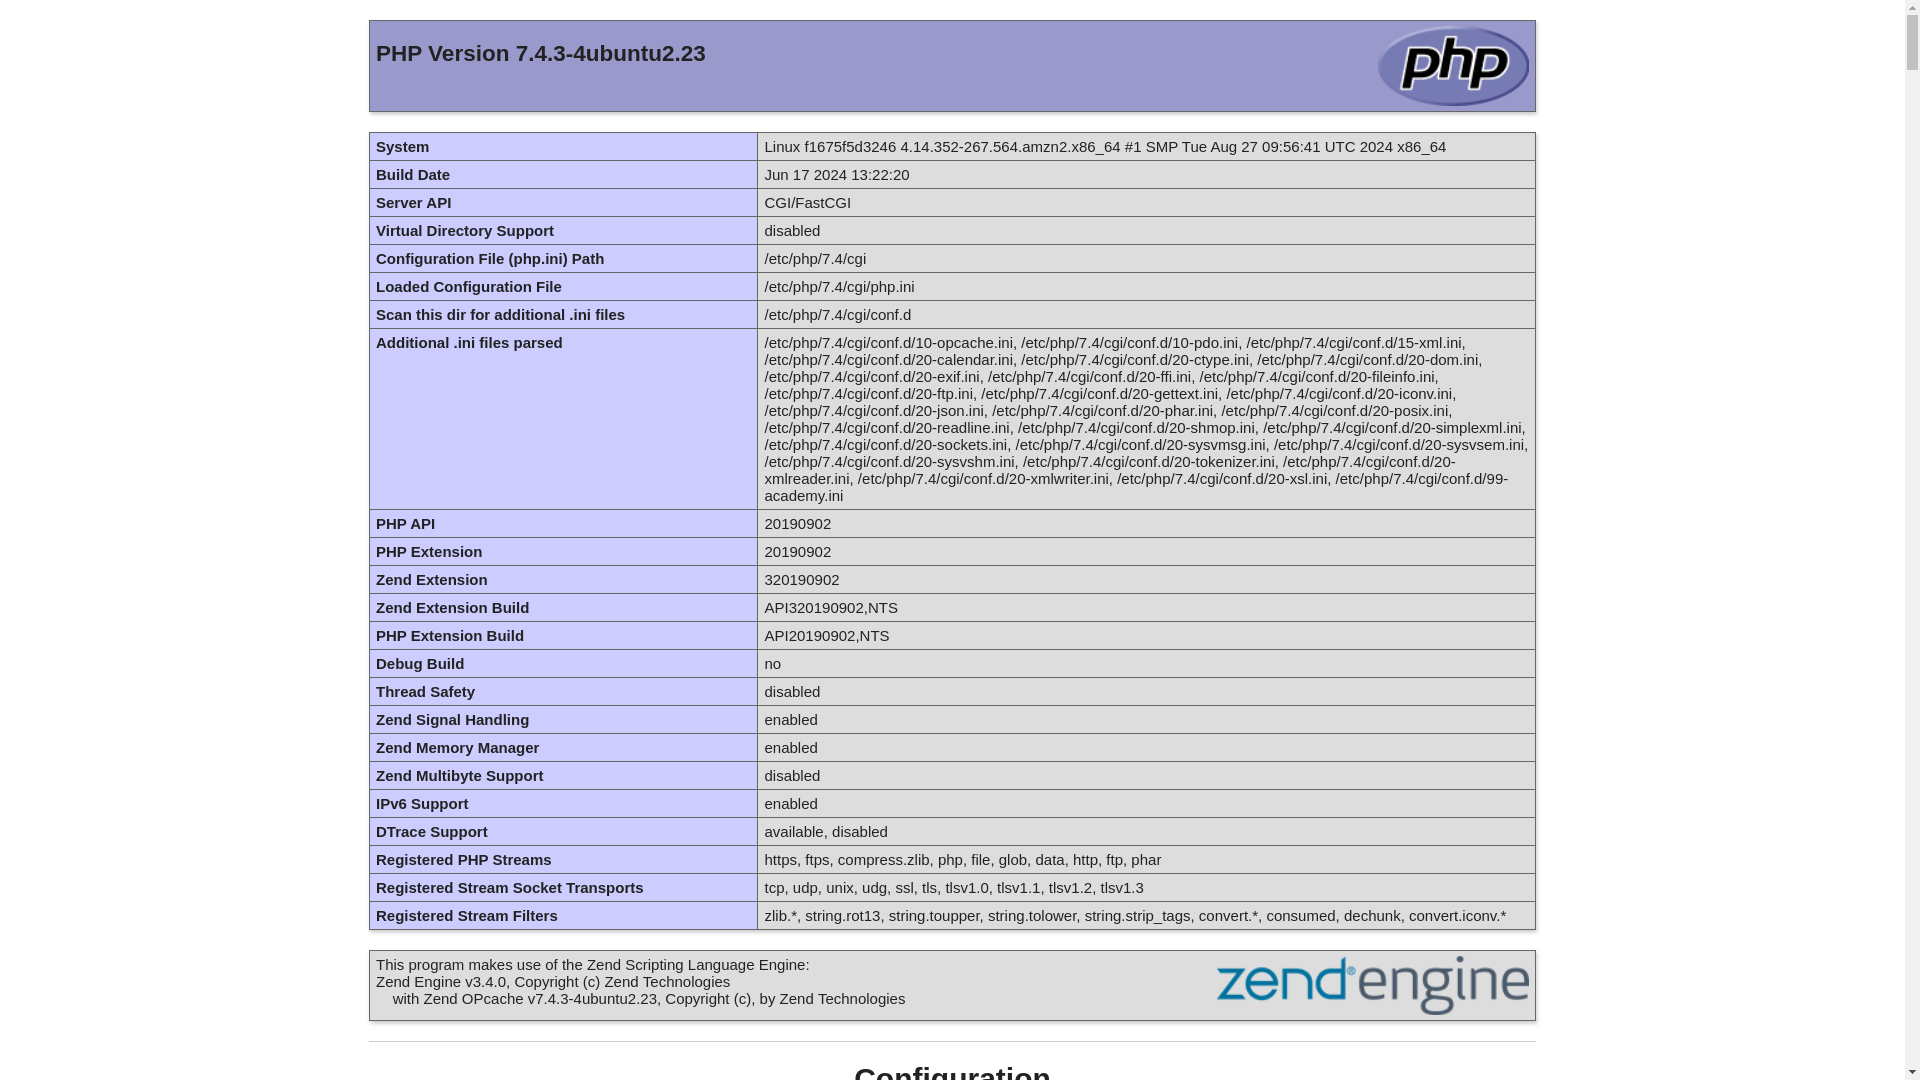 PHP Version 7.4.3-4ubuntu2.23
php
System Linux f1675f5d3246 4.14.352-267.564.amzn2.x86_64 #1 SMP Tue Aug 27 09:56:41 UTC 2024 x86_64
Build Date Jun 17 2024 13:22:20
Server API CGI/FastCGI
Virtual Directory Support disabled
Configuration File (php.ini) Path /etc/php/7.4/cgi
Loaded Configuration File /etc/php/7.4/cgi/php.ini
Scan this dir for additional .ini files /etc/php/7.4/cgi/conf.d
Additional .ini files parsed /etc/php/7.4/cgi/conf.d/10-opcache.ini, /etc/php/7.4/cgi/conf.d/10-pdo.ini, /etc/php/7.4/cgi/conf.d/15-xml.ini,
/etc/php/7.4/cgi/conf.d/20-calendar.ini, /etc/php/7.4/cgi/conf.d/20-ctype.ini, /etc/php/7.4/cgi/conf.d/20-dom.ini,
/etc/php/7.4/cgi/conf.d/20-exif.ini, /etc/php/7.4/cgi/conf.d/20-ffi.ini, /etc/php/7.4/cgi/conf.d/20-fileinfo.ini,
/etc/php/7.4/cgi/conf.d/20-ftp.ini, /etc/php/7.4/cgi/conf.d/20-gettext.ini, /etc/php/7.4/cgi/conf.d/20-iconv.ini,
/etc/php/7.4/cgi/conf.d/20-json.ini, /etc/php/7.4/cgi/conf.d/20-phar.ini, /etc/php/7.4/cgi/conf.d/20-posix.ini,
/etc/php/7.4/cgi/conf.d/20-readline.ini, /etc/php/7.4/cgi/conf.d/20-shmop.ini, /etc/php/7.4/cgi/conf.d/20-simplexml.ini,
/etc/php/7.4/cgi/conf.d/20-sockets.ini, /etc/php/7.4/cgi/conf.d/20-sysvmsg.ini, /etc/php/7.4/cgi/conf.d/20-sysvsem.ini,
/etc/php/7.4/cgi/conf.d/20-sysvshm.ini, /etc/php/7.4/cgi/conf.d/20-tokenizer.ini, /etc/php/7.4/cgi/conf.d/20-
xmlreader.ini, /etc/php/7.4/cgi/conf.d/20-xmlwriter.ini, /etc/php/7.4/cgi/conf.d/20-xsl.ini, /etc/php/7.4/cgi/conf.d/99-
academy.ini
PHP API 20190902
PHP Extension 20190902
Zend Extension 320190902
Zend Extension Build API320190902,NTS
PHP Extension Build API20190902,NTS
Debug Build no
Thread Safety disabled
Zend Signal Handling enabled
Zend Memory Manager enabled
Zend Multibyte Support disabled
IPv6 Support enabled
DTrace Support available, disabled
Registered PHP Streams https, ftps, compress.zlib, php, file, glob, data, http, ftp, phar
Registered Stream Socket Transports tcp, udp, unix, udg, ssl, tls, tlsv1.0, tlsv1.1, tlsv1.2, tlsv1.3
Registered Stream Filters zlib.*, string.rot13, string.toupper, string.tolower, string.strip_tags, convert.*, consumed, dechunk, convert.iconv.*
This program makes use of the Zend Scripting Language Engine:
Zend Engine v3.4.0, Copyright (c) Zend Technologies
with Zend OPcache v7.4.3-4ubuntu2.23, Copyright (c), by Zend Technologies
zend® engine
Configuration